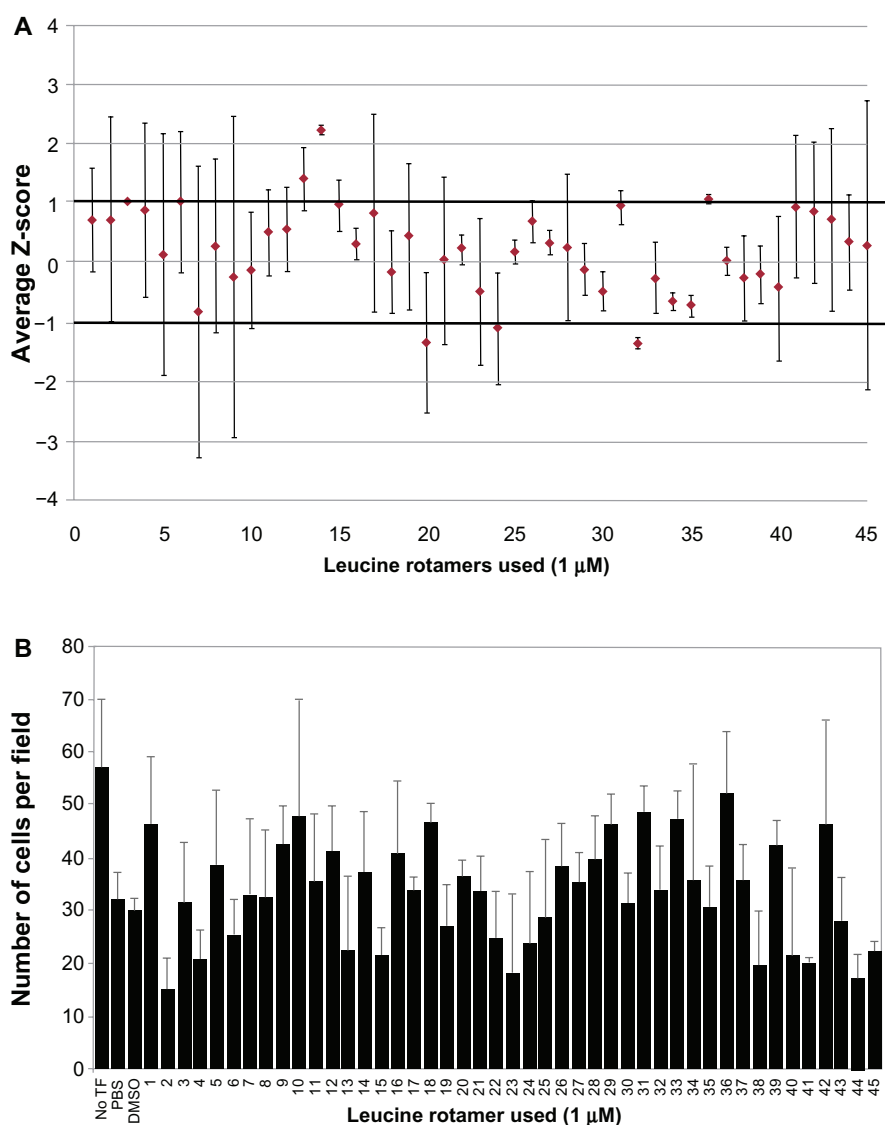 A
Average Z-score
4
3
2
1
0
−1
−2
−3
−4
0 5 10 15 20 25 30 35 40 45
Leucine rotamers used (1 µM)
B
Number of cells per field
80
70
60
50
40
30
20
10
0
No TF PBS DMSO 1 2 3 4 5 6 7 8 9 10 11 12 13 14 15 16 17 18 19 20 21 22 23 24 25 26 27 28 29 30 31 32 33 34 35 36 37 38 39 40 41 42 43 44 45
Leucine rotamer used (1 µM)